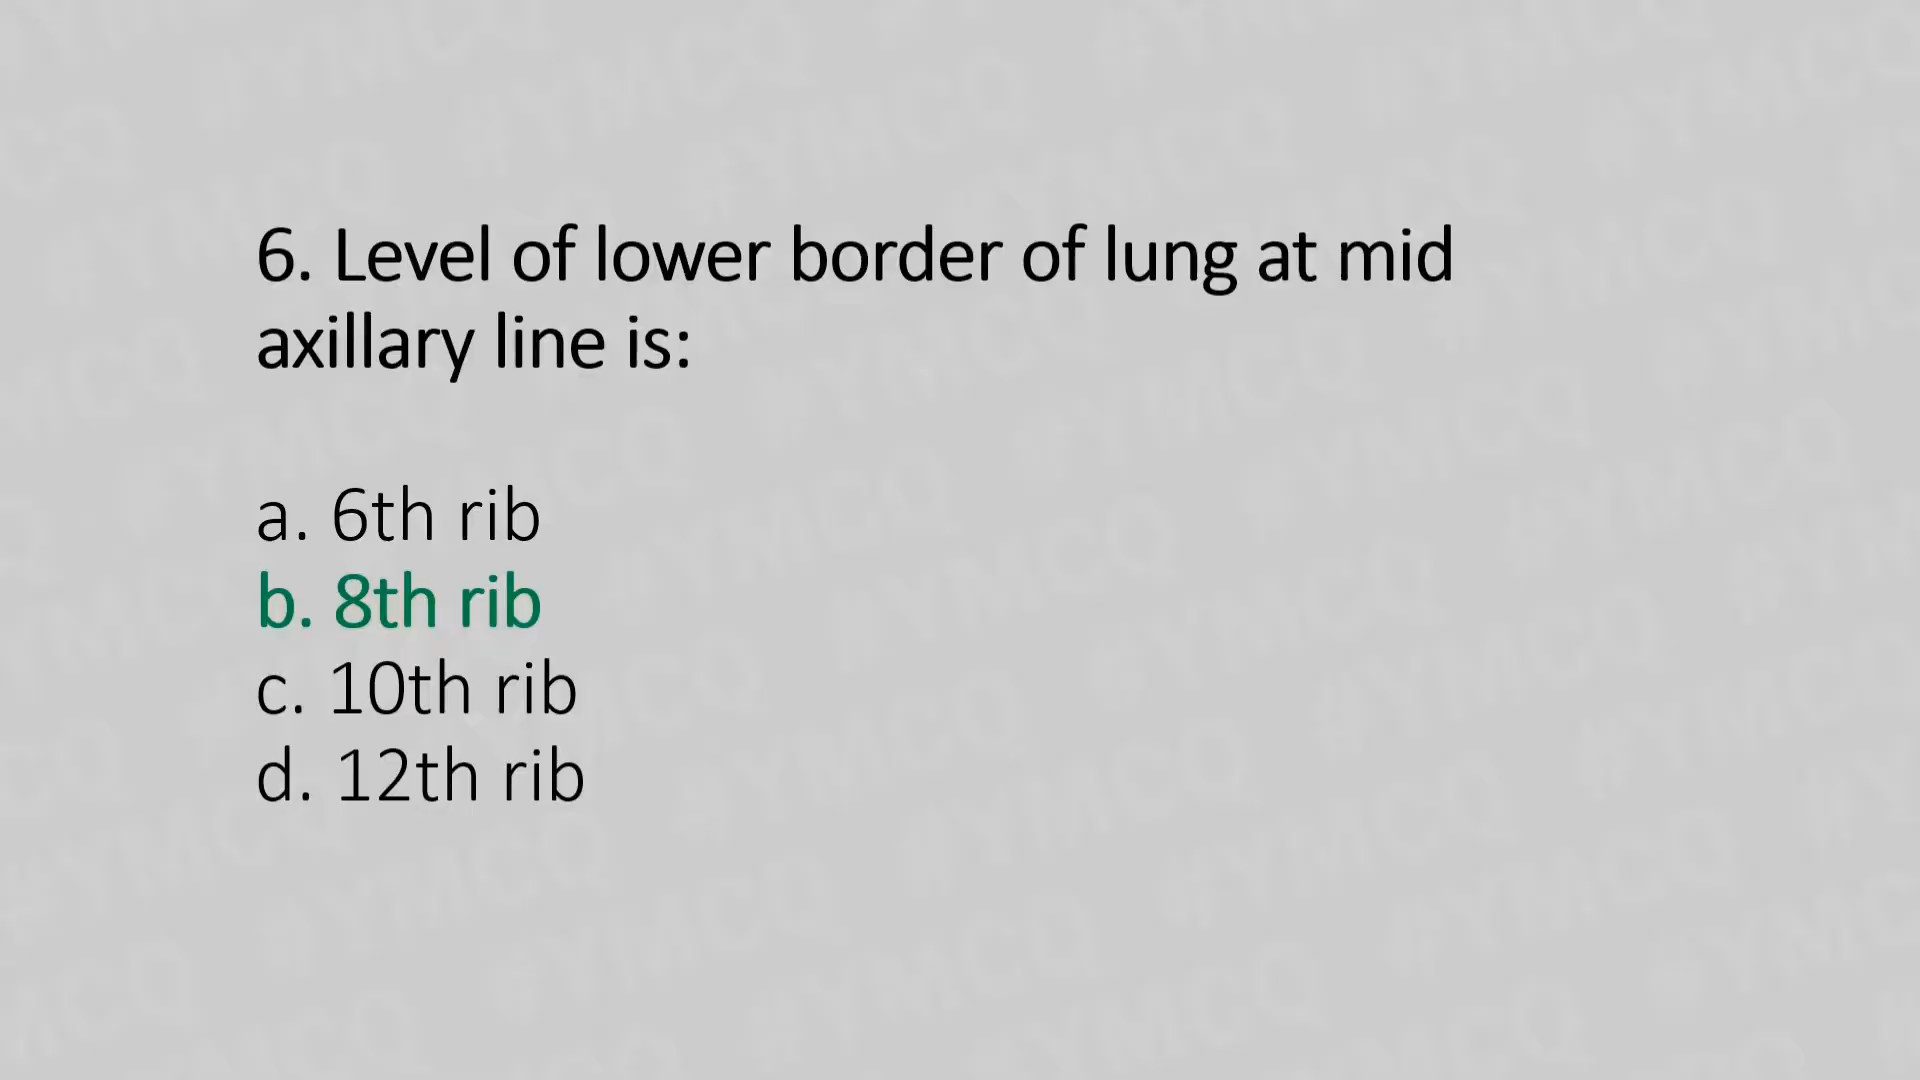 6. Level of lower border of lung at mid
axillary line is:
a. 6th rib
b. 8th rib
c. 10th rib
d. 12th rib
#YMCQ